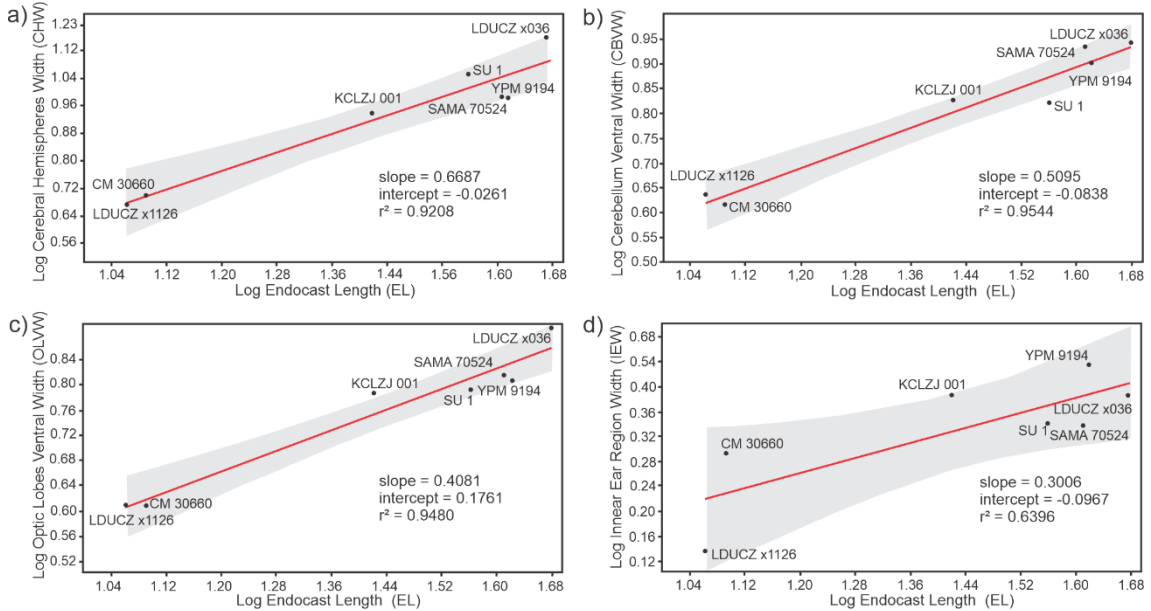 a)
Log Cerebral Hemispheres Width (CHW)
1.23
1.12
1.04
0.96
0.88
0.80
0.72
0.64
0.56
LDUCZ x036
SU 1
YPM 9194
KCLZJ 001
SAMA 70524
CM 30660
LDUCZ x1126
slope = 0.6687
intercept = -0.0261
r² = 0.9208
1.04 1.12 1.20 1.28 1.36 1.44 1.56 1.60 1.68
Log Endocast Length (EL)
b)
Log Cerebellum Ventral Width (CBVW)
0.95
0.90
0.85
0.80
0.75
0.70
0.65
0.60
0.55
0.50
LDUCZ x036
SAMA 70524
YPM 9194
KCLZJ 001
SU 1
LDUCZ x1126
CM 30660
slope = 0.5095
intercept = -0.0838
r² = 0.9544
1.04 1.12 1,20 1.28 1.36 1.44 1.52 1.60 1.68
Log Endocast Length (EL)
c)
Log Optic Lobes Ventral Width (OLVW)
0.84
0.80
0.76
0.72
0.68
0.64
0.60
0.56
0.52
LDUCZ x036
SAMA 70524
KCLZJ 001
YPM 9194
SU 1
CM 30660
LDUCZ x1126
slope = 0.4081
intercept = 0.1761
r² = 0.9480
1.04 1.12 1.20 1.28 1.36 1.44 1.52 1.60 1.68
Log Endocast Length (EL)
d)
Log Innear Ear Region Width (IEW)
0.68
0.54
0.40
0.36
0.32
0.28
0.24
0.20
0.16
0.12
YPM 9194
KCLZJ 001
LDUCZ x036
SU 1
SAMA 70524
CM 30660
LDUCZ x1126
slope = 0.3006
intercept = -0.0967
r² = 0.6396
1.04 1.12 1.20 1.28 1.36 1.44 1.52 1.60 1.68
Log Endocast Length (EL)